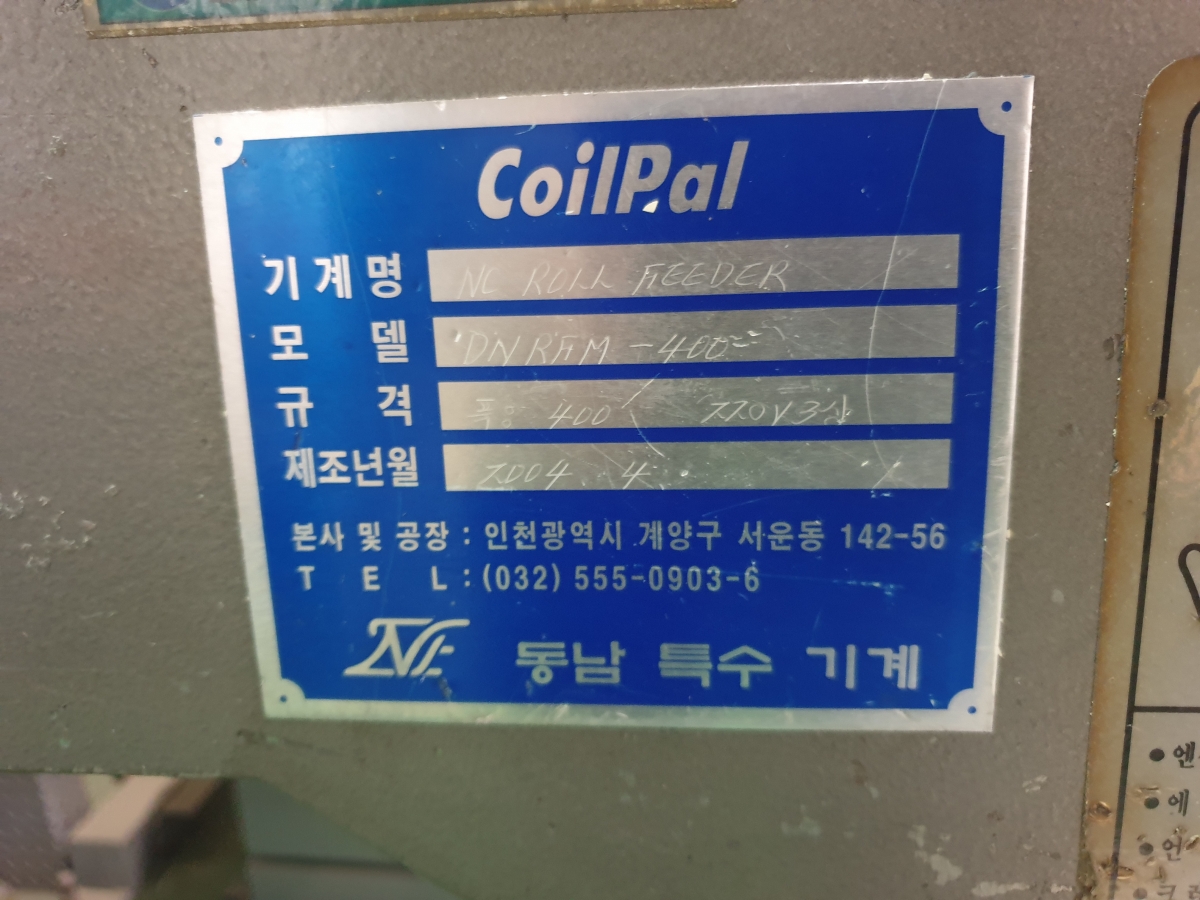 CoilPal
기계명 NC ROLL FEEDER
모델 DNRFM-400
규격 폭 400 220V 3상
제조년월 2004. 4.
본사 및 공장 : 인천광역시 계양구 서운동 142-56
TEL : (032) 555-0903-6
동남 특수 기계
에